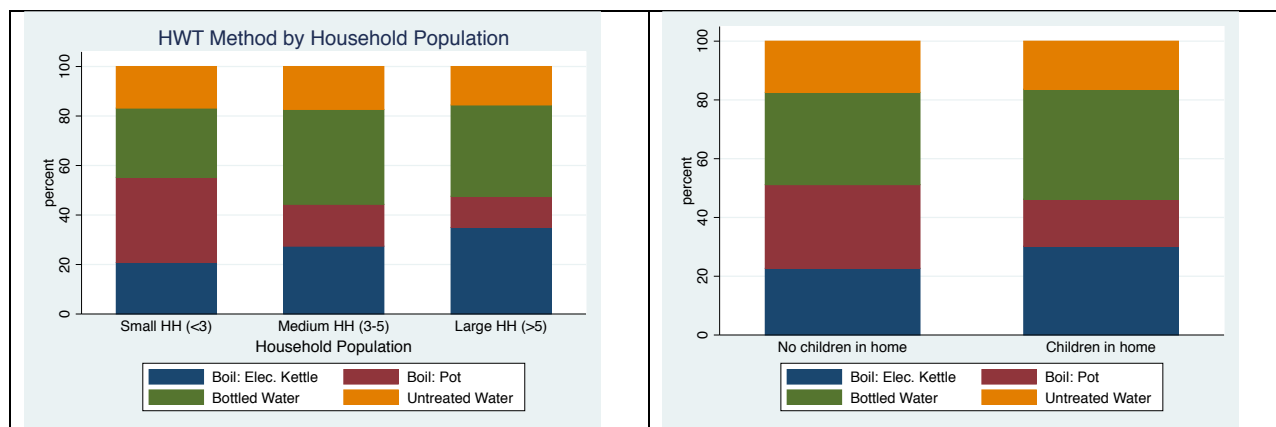 HWT Method by Household Population
100
80
60
40
20
0
percent
Small HH (<3) Medium HH (3-5) Large HH (>5)
Household Population
Boil: Elec. Kettle Boil: Pot
Bottled Water Untreated Water
100
80
60
40
20
0
percent
No children in home Children in home
Boil: Elec. Kettle Boil: Pot
Bottled Water Untreated Water